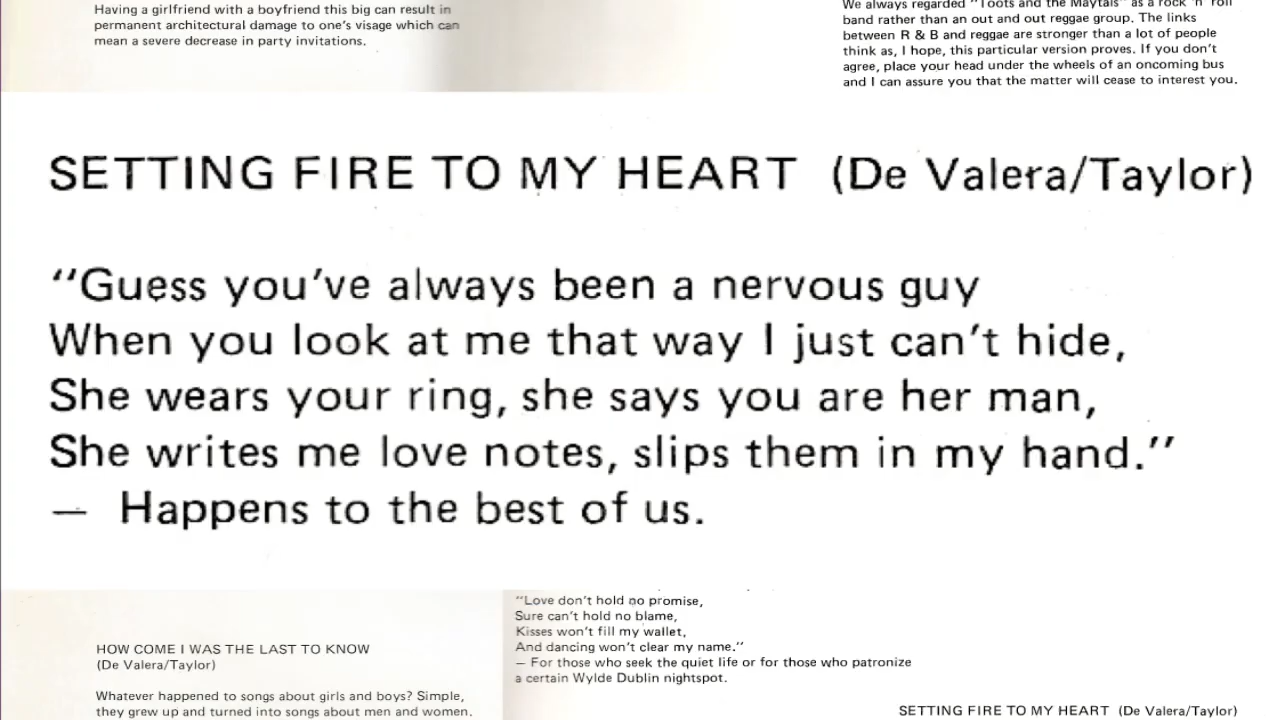 Having a girlfriend with a boyfriend this big can result in
permanent architectural damage to one's visage which can
mean a severe decrease in party invitations.
We always regarded "Toots and the Maytals" as a rock 'n' roll
band rather than an out and out reggae group. The links
between R & B and reggae are stronger than a lot of people
think as, I hope, this particular version proves. If you don't
agree, place your head under the wheels of an oncoming bus
and I can assure you that the matter will cease to interest you.
SETTING FIRE TO MY HEART (De Valera/Taylor)
"Guess you've always been a nervous guy
When you look at me that way I just can't hide,
She wears your ring, she says you are her man,
She writes me love notes, slips them in my hand."
— Happens to the best of us.
"Love don't hold no promise,
Sure can't hold no blame,
Kisses won't fill my wallet,
And dancing won't clear my name."
— For those who seek the quiet life or for those who patronize
a certain Wylde Dublin nightspot.
HOW COME I WAS THE LAST TO KNOW
(De Valera/Taylor)
Whatever happened to songs about girls and boys? Simple,
they grew up and turned into songs about men and women.
SETTING FIRE TO MY HEART (De Valera/Taylor)